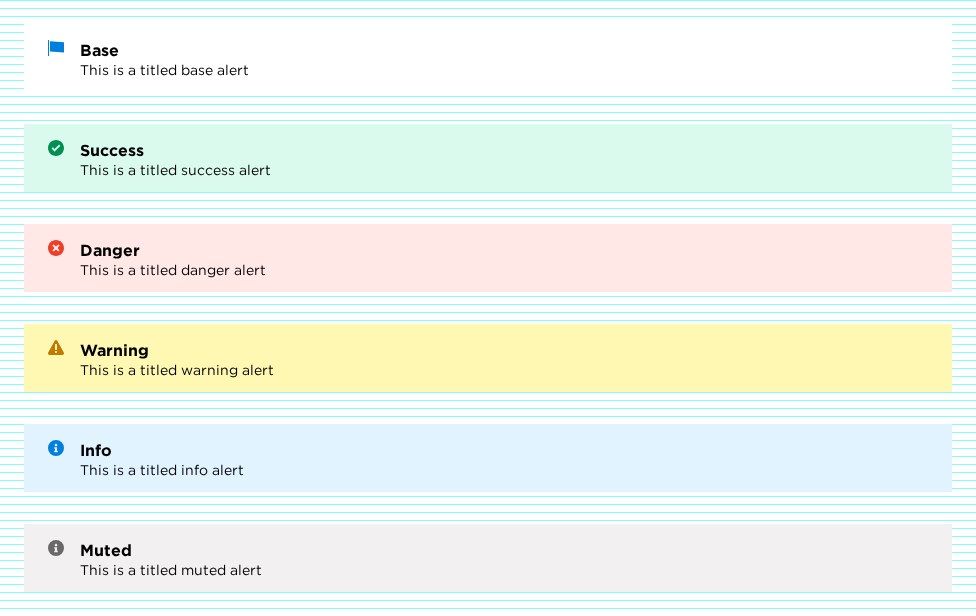 Base
This is a titled base alert
Success
This is a titled success alert
Danger
This is a titled danger alert
Warning
This is a titled warning alert
Info
This is a titled info alert
Muted
This is a titled muted alert